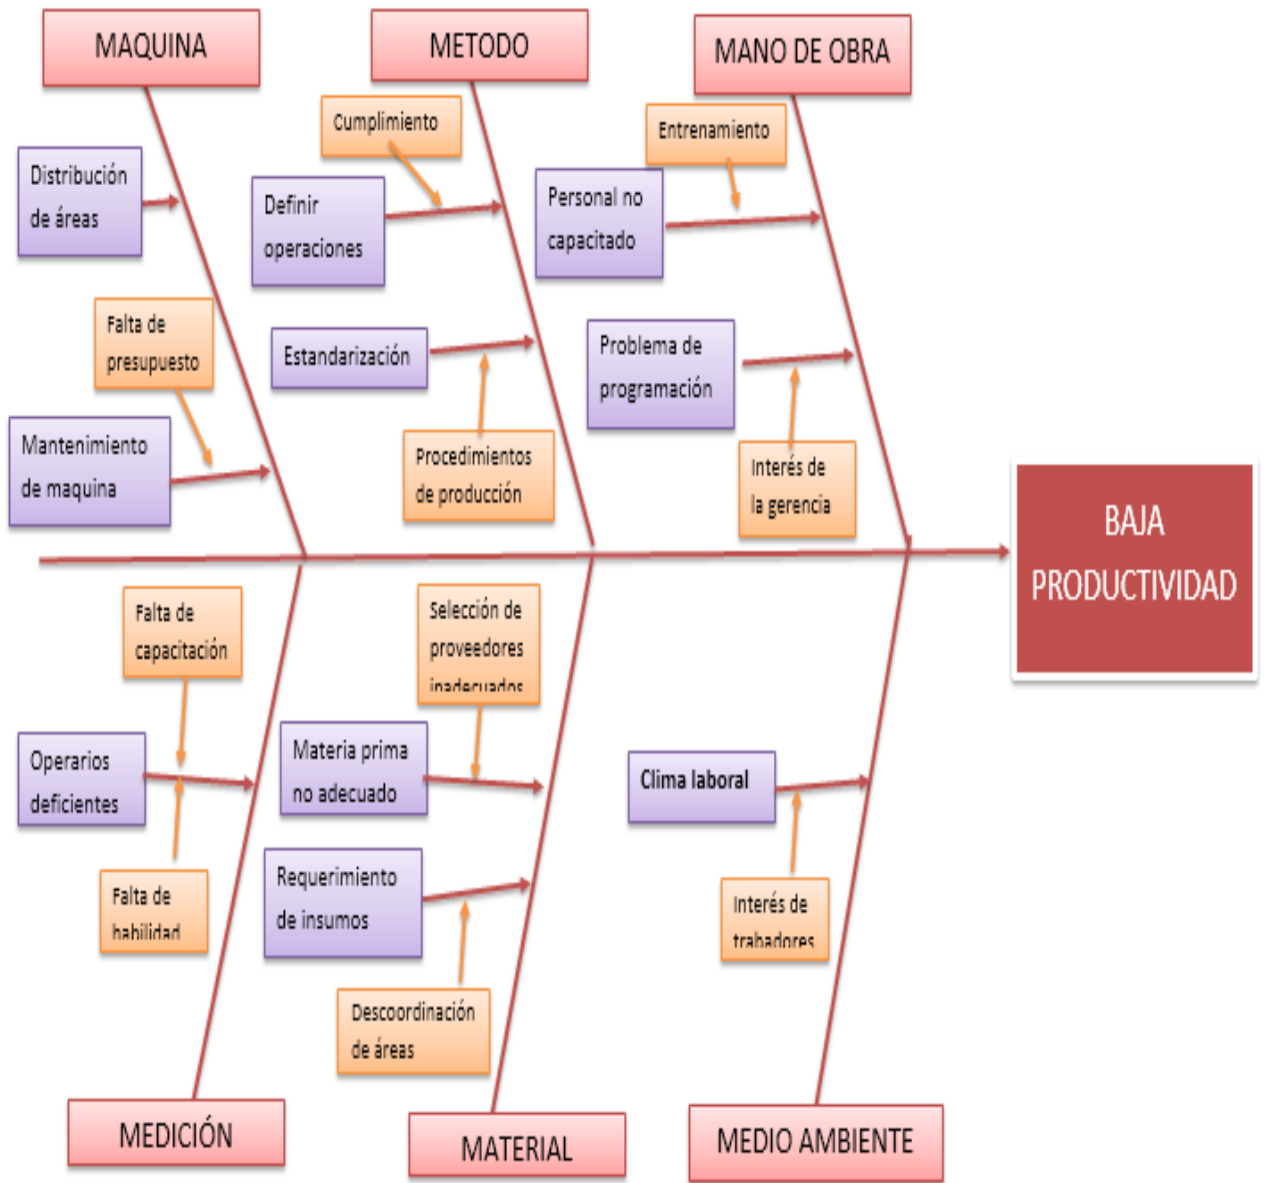 MAQUINA
METODO
MANO DE OBRA
Cumplimiento
Entrenamiento
Distribución
de áreas
Definir
operaciones
Personal no
capacitado
Falta de
presupuesto
Estandarización
Problema de
programación
Mantenimiento
de maquina
Procedimientos
de producción
Interés de
la gerencia
BAJA
PRODUCTIVIDAD
Falta de
capacitación
Selección de
proveedores
inadecuados
Operarios
deficientes
Materia prima
no adecuado
Clima laboral
Falta de
habilidad
Requerimiento
de insumos
Interés de
trabadores
Descoordinación
de áreas
MEDICIÓN
MATERIAL
MEDIO AMBIENTE